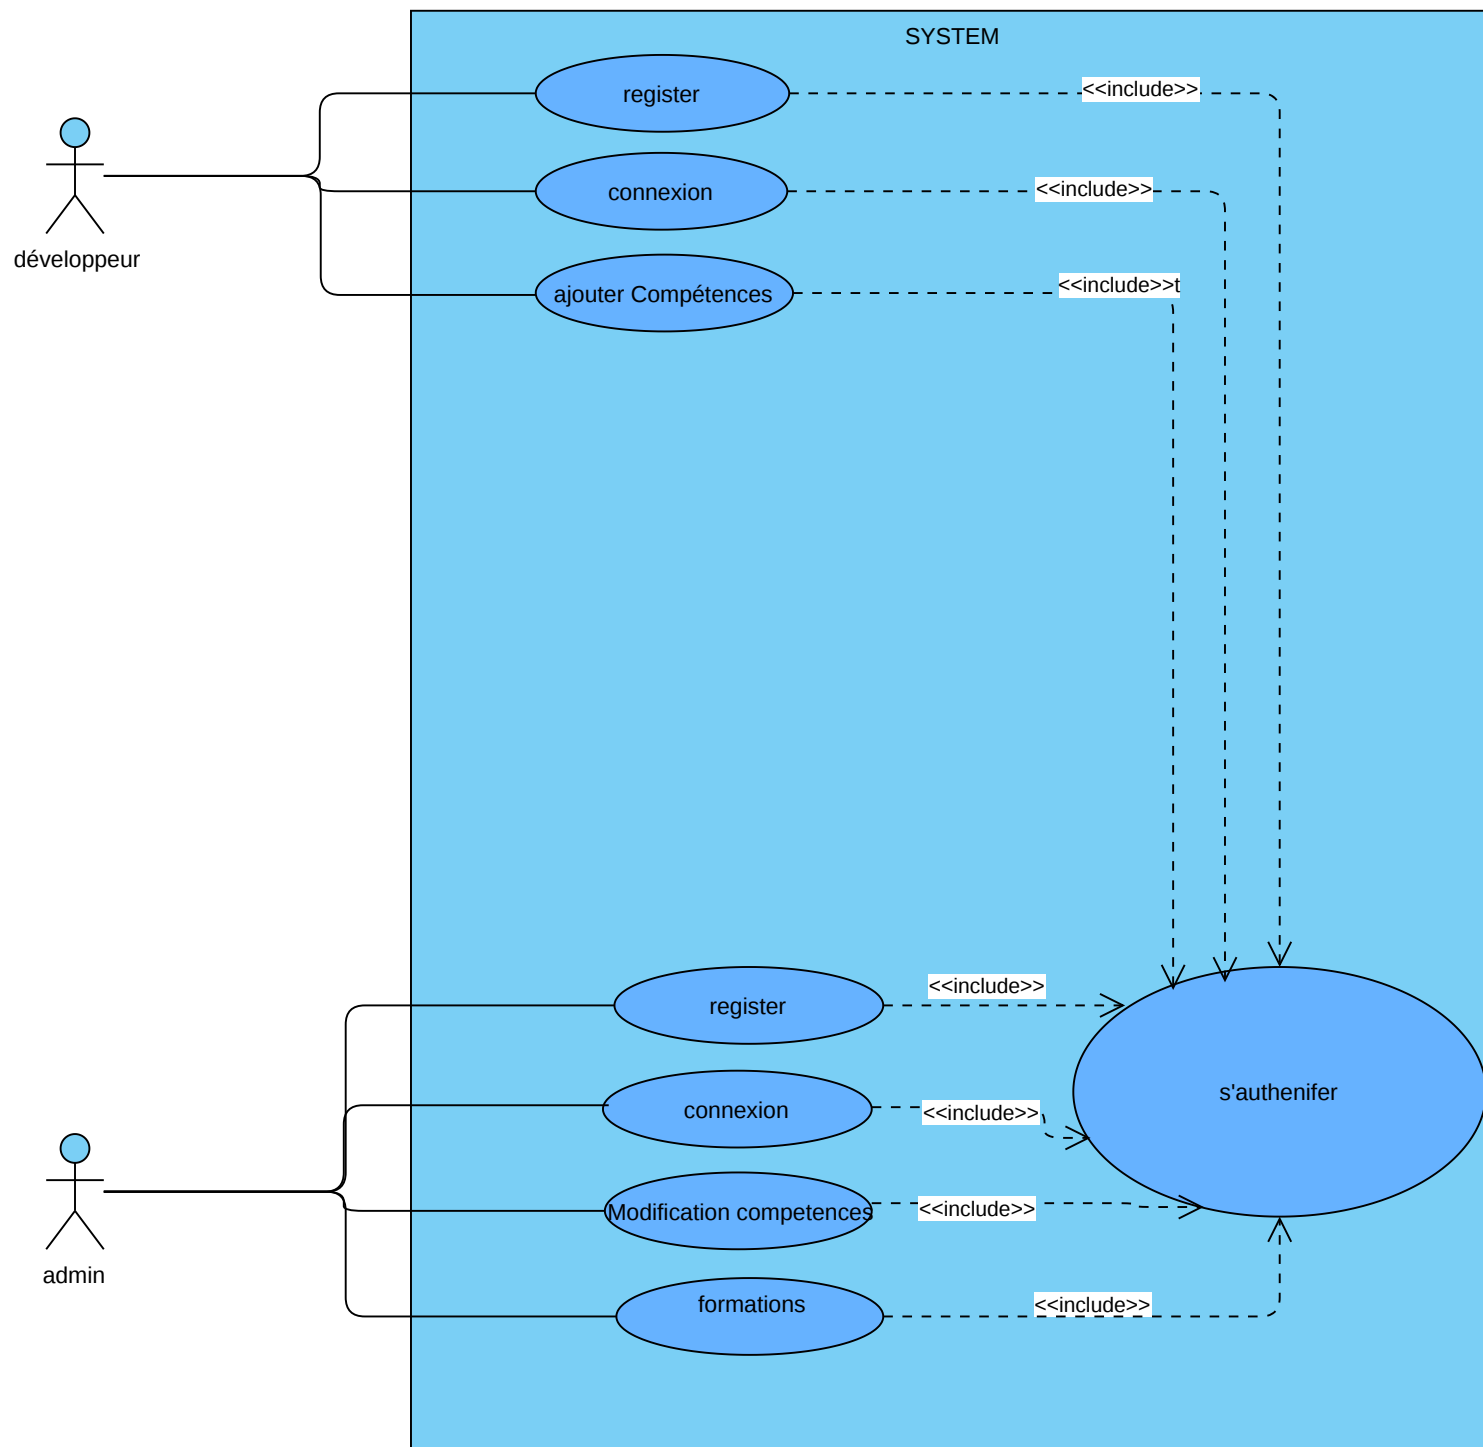 SYSTEM
register
<<include>>
connexion
<<include>>
développeur
ajouter Compétences
<<include>>t
register
<<include>>
connexion
<<include>>
s'authenifer
Modification competences
<<include>>
admin
formations
<<include>>